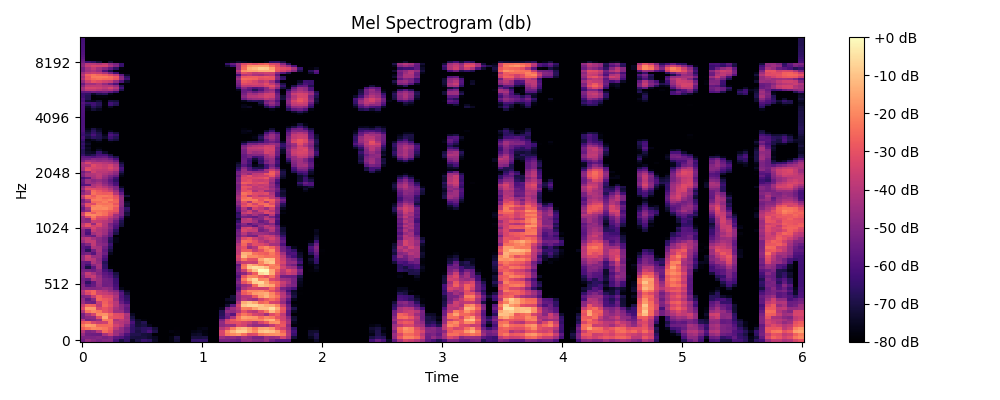 Mel Spectrogram (db)
Hz
8192
4096
2048
1024
512
0
0 1 2 3 4 5 6
Time
+0 dB
-10 dB
-20 dB
-30 dB
-40 dB
-50 dB
-60 dB
-70 dB
-80 dB